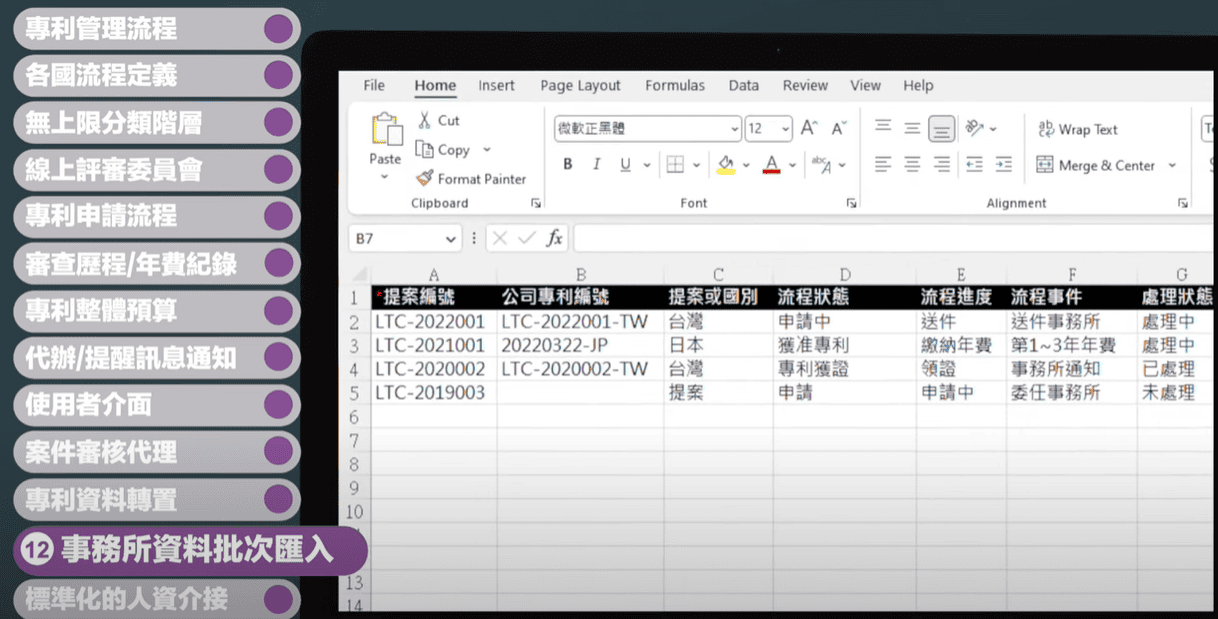 專利管理流程
各國流程定義
無上限分類階層
線上評審委員會
專利申請流程
審查歷程/年費紀錄
專利整體預算
代辦/提醒訊息通知
使用者介面
案件審核代理
專利資料轉置
12 事務所資料批次匯入
標準化的人資介接
File Home Insert Page Layout Formulas Data Review View Help
Paste
Cut
Copy
Format Painter
Clipboard
微軟正黑體 12 A A
B I U A abc A
Font
ab Wrap Text
Merge & Center
Alignment
B7 fx
A B C D E F G
1 *提案編號 公司專利編號 提案或國別 流程狀態 流程進度 流程事件 處理狀態
2 LTC-2022001 LTC-2022001-TW 台灣 申請中 送件 送件事務所 處理中
3 LTC-2021001 20220322-JP 日本 獲准專利 繳納年費 第1~3年年費 處理中
4 LTC-2020002 LTC-2020002-TW 台灣 專利獲證 領證 事務所通知 已處理
5 LTC-2019003 提案 申請 申請中 委任事務所 未處理
6
7
8
9
10
13
14